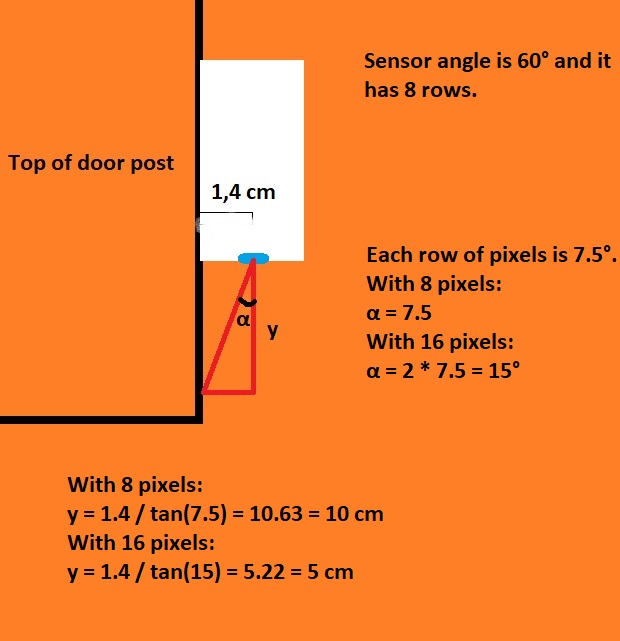 Sensor angle is 60° and it
has 8 rows.
Top of door post
1,4 cm
Each row of pixels is 7.5°.
With 8 pixels:
α = 7.5
With 16 pixels:
α = 2 * 7.5 = 15°
α
y
With 8 pixels:
y = 1.4 / tan(7.5) = 10.63 = 10 cm
With 16 pixels:
y = 1.4 / tan(15) = 5.22 = 5 cm